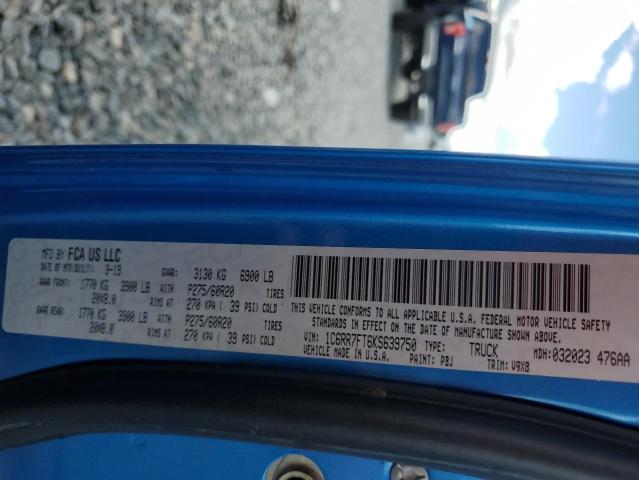 MFD BY FCA US LLC
DATE OF MFR(BUILT): 3-19 GVWR: 3130 KG 6900 LB
GAWR FRONT: 1770 KG 3900 LB WITH P275/60R20 TIRES
20X8.0 RIMS AT 270 KPA ( 39 PSI) COLD
GAWR REAR: 1770 KG 3900 LB WITH P275/60R20 TIRES
20X8.0 RIMS AT 270 KPA ( 39 PSI) COLD
THIS VEHICLE CONFORMS TO ALL APPLICABLE U.S.A. FEDERAL MOTOR VEHICLE SAFETY
STANDARDS IN EFFECT ON THE DATE OF MANUFACTURE SHOWN ABOVE.
VIN: 1C6RR7FT6KS639750 TYPE: TRUCK MDH: 032023 476AA
PAINT: PBJ TRIM: V9X8